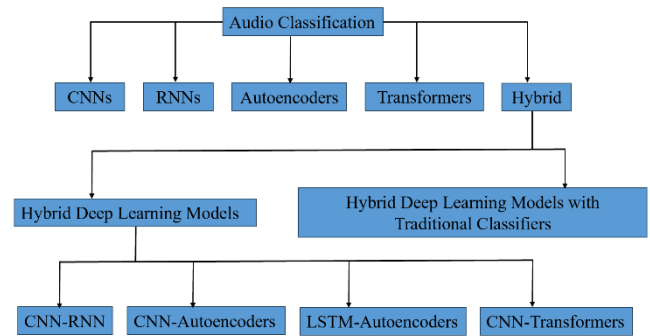 Audio Classification
CNNs
RNNs
Autoencoders
Transformers
Hybrid
Hybrid Deep Learning Models
Hybrid Deep Learning Models with
Traditional Classifiers
CNN-RNN
CNN-Autoencoders
LSTM-Autoencoders
CNN-Transformers